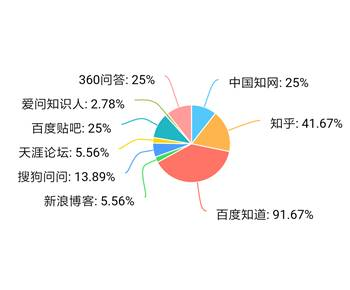 360问答: 25%
中国知网: 25%
爱问知识人: 2.78%
知乎: 41.67%
百度贴吧: 25%
天涯论坛: 5.56%
搜狗问问: 13.89%
新浪博客: 5.56%
百度知道: 91.67%